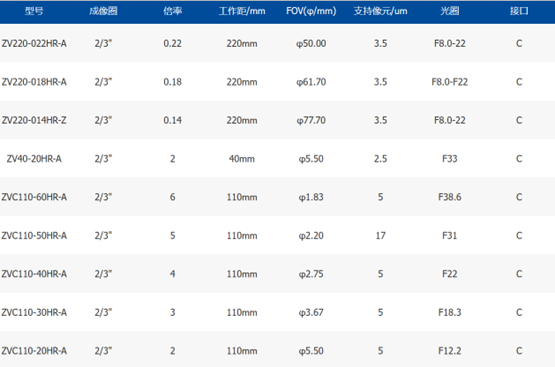 型号 成像圈 倍率 工作距/mm FOV(φ/mm) 支持像元/um 光圈 接口
ZV220-022HR-A 2/3" 0.22 220mm φ50.00 3.5 F8.0-22 C
ZV220-018HR-A 2/3" 0.18 220mm φ61.70 3.5 F8.0-F22 C
ZV220-014HR-Z 2/3" 0.14 220mm φ77.70 3.5 F8.0-22 C
ZV40-20HR-A 2/3" 2 40mm φ5.50 2.5 F33 C
ZVC110-60HR-A 2/3" 6 110mm φ1.83 5 F38.6 C
ZVC110-50HR-A 2/3" 5 110mm φ2.20 17 F31 C
ZVC110-40HR-A 2/3" 4 110mm φ2.75 5 F22 C
ZVC110-30HR-A 2/3" 3 110mm φ3.67 5 F18.3 C
ZVC110-20HR-A 2/3" 2 110mm φ5.50 5 F12.2 C